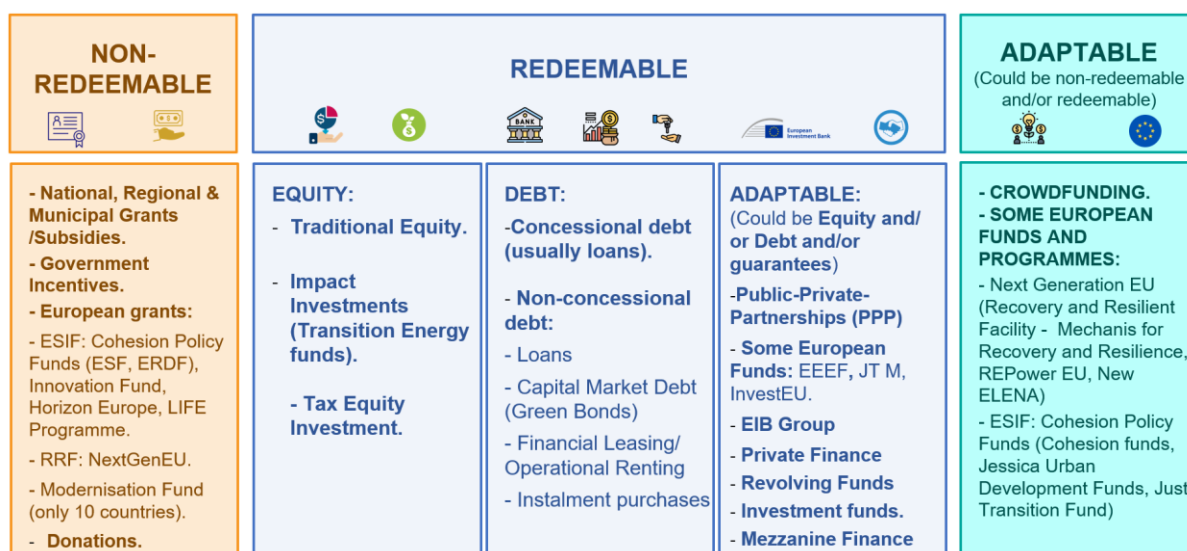 NON-
REDEEMABLE
- National, Regional &
Municipal Grants
/Subsidies.
- Government
Incentives.
- European grants:
- ESIF: Cohesion Policy
Funds (ESF, ERDF),
Innovation Fund,
Horizon Europe, LIFE
Programme.
- RRF: NextGenEU.
- Modernisation Fund
(only 10 countries).
- Donations.
REDEEMABLE
BANK
European
Investment Bank
EQUITY:
- Traditional Equity.
- Impact
Investments
(Transition Energy
funds).
- Tax Equity
Investment.
DEBT:
-Concessional debt
(usually loans).
- Non-concessional
debt:
- Loans
- Capital Market Debt
(Green Bonds)
- Financial Leasing/
Operational Renting
- Instalment purchases
ADAPTABLE:
(Could be Equity and/
or Debt and/or
guarantees)
-Public-Private-
Partnerships (PPP)
- Some European
Funds: EEEF, JT M,
InvestEU.
- EIB Group
- Private Finance
- Revolving Funds
- Investment funds.
- Mezzanine Finance
ADAPTABLE
(Could be non-redeemable
and/or redeemable)
- CROWDFUNDING.
- SOME EUROPEAN
FUNDS AND
PROGRAMMES:
- Next Generation EU
(Recovery and Resilient
Facility - Mechanis for
Recovery and Resilience,
REPower EU, New
ELENA)
- ESIF: Cohesion Policy
Funds (Cohesion funds,
Jessica Urban
Development Funds, Just
Transition Fund)